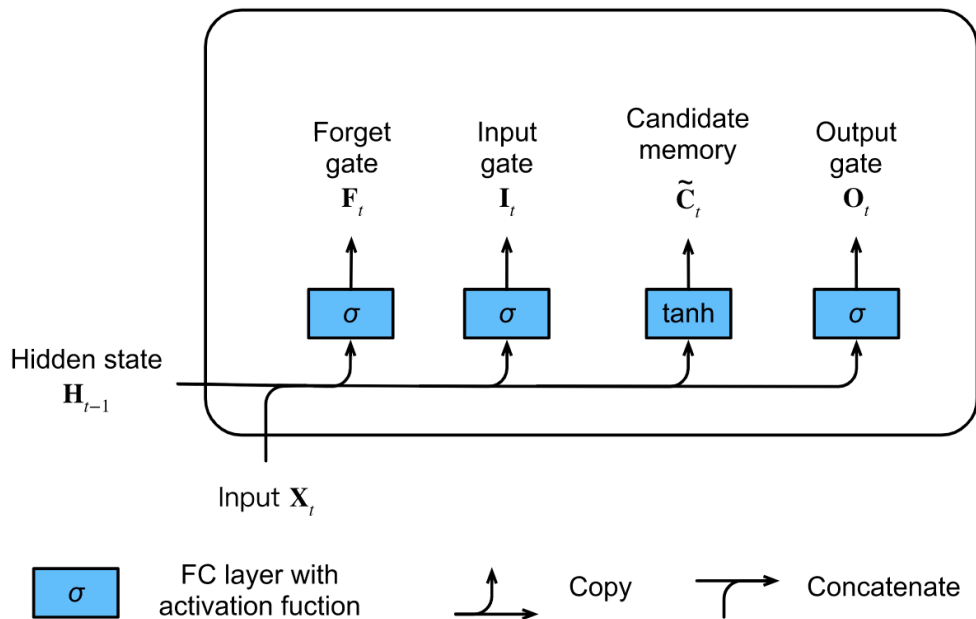 Forget gate F_t
Input gate I_t
Candidate memory C̃_t
Output gate O_t
σ
σ
tanh
σ
Hidden state
H_{t−1}
Input X_t
σ
FC layer with
activation fuction
Copy
Concatenate